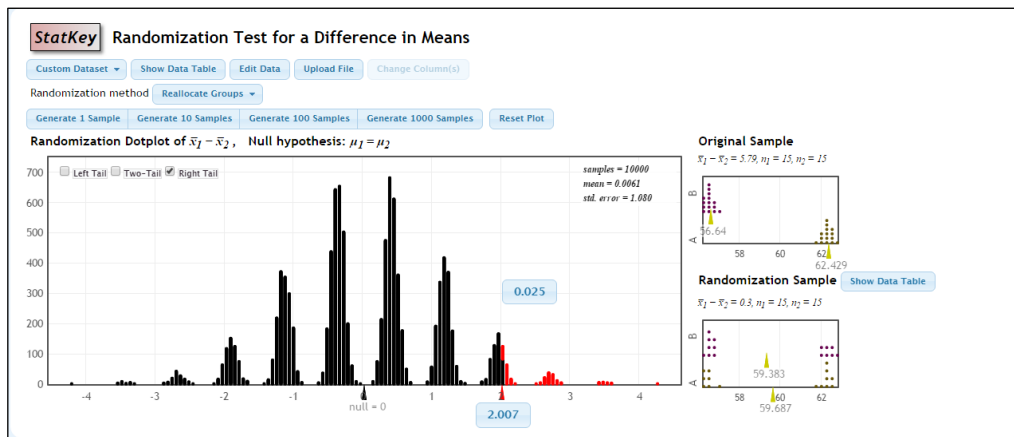 StatKey Randomization Test for a Difference in Means
Custom Dataset Show Data Table Edit Data Upload File Change Column(s)
Randomization method Reallocate Groups
Generate 1 Sample Generate 10 Samples Generate 100 Samples Generate 1000 Samples Reset Plot
Randomization Dotplot of x̄₁ − x̄₂ , Null hypothesis: μ₁ = μ₂
Left Tail Two-Tail Right Tail
samples = 10000
mean = 0.0061
std. error = 1.080
700
600
500
400
300
200
100
0
0.025
-4 -3 -2 -1 0 1 2 3 4
null = 0
2.007
Original Sample
x̄₁ − x̄₂ = 5.79, n₁ = 15, n₂ = 15
B
A
56.64
58 60 62
62.429
Randomization Sample Show Data Table
x̄₁ − x̄₂ = 0.3, n₁ = 15, n₂ = 15
B
A
59.383
58 60 62
59.687